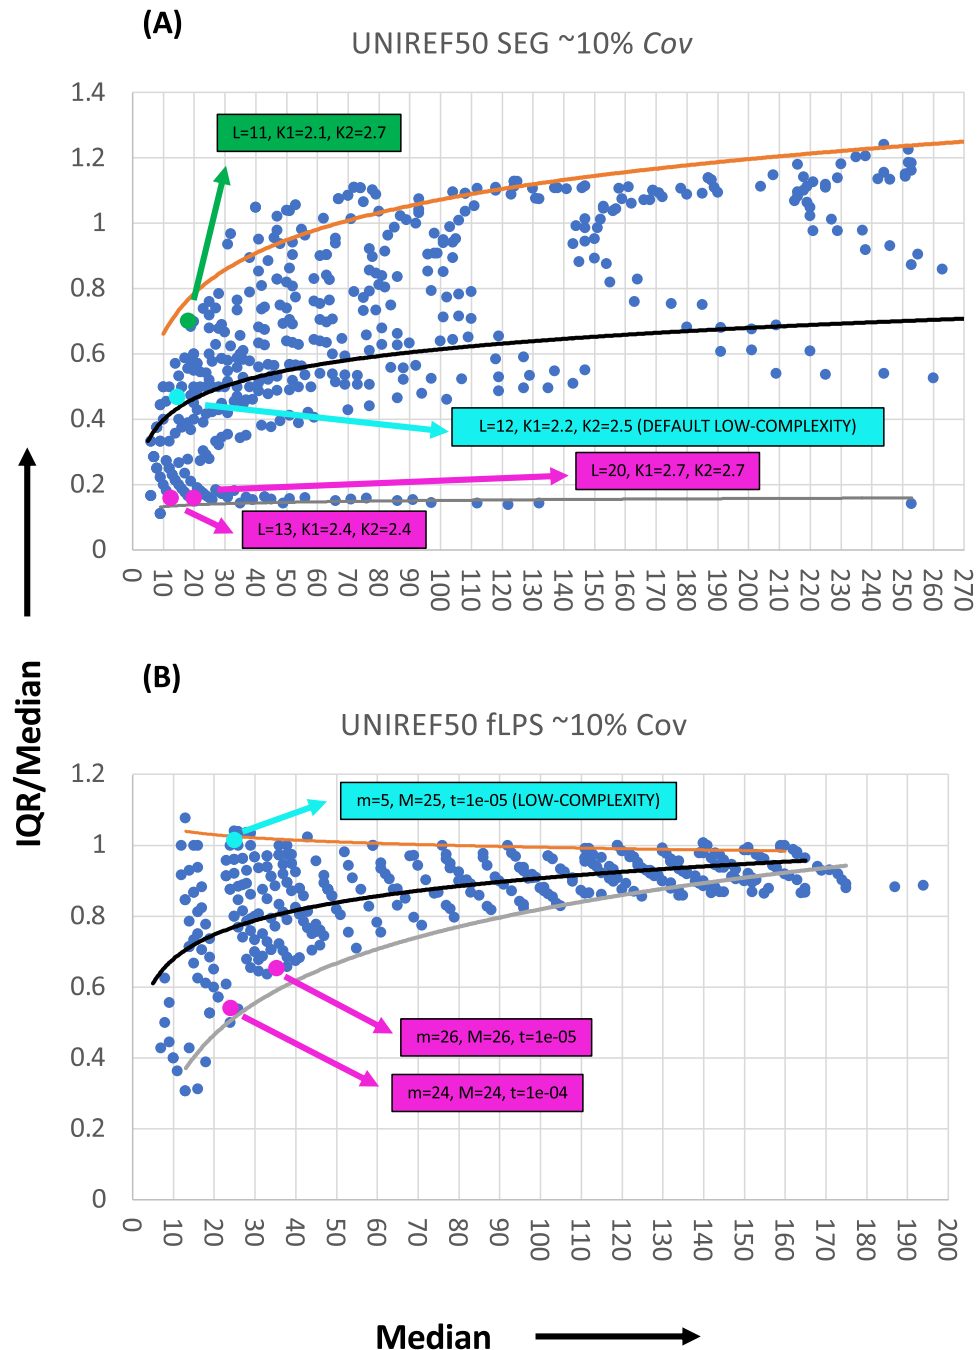 (A)
UNIREF50 SEG ~10% Cov
1.4
1.2
1
0.8
0.6
0.4
0.2
0
L=11, K1=2.1, K2=2.7
L=12, K1=2.2, K2=2.5 (DEFAULT LOW-COMPLEXITY)
L=20, K1=2.7, K2=2.7
L=13, K1=2.4, K2=2.4
0 10 20 30 40 50 60 70 80 90 100 110 120 130 140 150 160 170 180 190 200 210 220 230 240 250 260 270
IQR/Median
(B)
UNIREF50 fLPS ~10% Cov
1.2
1
0.8
0.6
0.4
0.2
0
m=5, M=25, t=1e-05 (LOW-COMPLEXITY)
m=26, M=26, t=1e-05
m=24, M=24, t=1e-04
0 10 20 30 40 50 60 70 80 90 100 110 120 130 140 150 160 170 180 190 200
Median